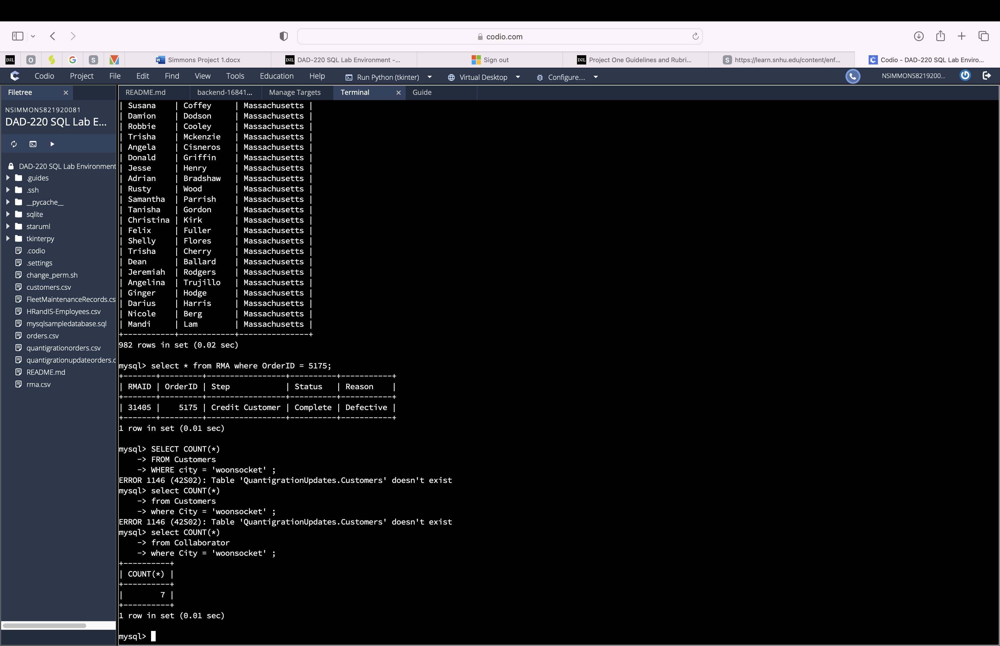 codio.com
D2L O G S Simmons Project 1.docx D2L DAD-220 SQL Lab Environment -... Sign out D2L Project One Guidelines and Rubri... S https://learn.snhu.edu/content/enf... Codio - DAD-220 SQL Lab Enviro...
Codio Project File Edit Find View Tools Education Help Run Python (tkinter) Virtual Desktop Configure.... NSIMMONS8219200...
Filetree
README.md backend-16841... Manage Targets Terminal Guide
NSIMMONS821920081
DAD-220 SQL Lab E...
DAD-220 SQL Lab Environment
.guides
.ssh
__pycache__
sqlite
staruml
tkinterpy
.codio
.settings
change_perm.sh
customers.csv
FleetMaintenanceRecords.cs
HRandIS-Employees.csv
mysqlsampledatabase.sql
orders.csv
quantigrationorders.csv
quantigrationupdateorders.c
README.md
rma.csv
| Susana    | Coffey     | Massachusetts |
| Damion    | Dodson     | Massachusetts |
| Robbie    | Cooley     | Massachusetts |
| Trisha    | Mckenzie   | Massachusetts |
| Angela    | Cisneros   | Massachusetts |
| Donald    | Griffin    | Massachusetts |
| Jesse     | Henry      | Massachusetts |
| Adrian    | Bradshaw   | Massachusetts |
| Rusty     | Wood       | Massachusetts |
| Samantha  | Parrish    | Massachusetts |
| Tanisha   | Gordon     | Massachusetts |
| Christina | Kirk       | Massachusetts |
| Felix     | Fuller     | Massachusetts |
| Shelly    | Flores     | Massachusetts |
| Trisha    | Cherry     | Massachusetts |
| Dean      | Ballard    | Massachusetts |
| Jeremiah  | Rodgers    | Massachusetts |
| Angelina  | Trujillo   | Massachusetts |
| Ginger    | Hodge      | Massachusetts |
| Darius    | Harris     | Massachusetts |
| Nicole    | Berg       | Massachusetts |
| Mandi     | Lam        | Massachusetts |
+-----------+------------+---------------+
982 rows in set (0.02 sec)
mysql> select * from RMA where OrderID = 5175;
+-------+---------+-----------------+----------+-----------+
| RMAID | OrderID | Step            | Status   | Reason    |
+-------+---------+-----------------+----------+-----------+
| 31405 |    5175 | Credit Customer | Complete | Defective |
+-------+---------+-----------------+----------+-----------+
1 row in set (0.01 sec)
mysql> SELECT COUNT(*)
    -> FROM Customers
    -> WHERE city = 'woonsocket' ;
ERROR 1146 (42S02): Table 'QuantigrationUpdates.Customers' doesn't exist
mysql> select COUNT(*)
    -> from Customers
    -> where City = 'woonsocket' ;
ERROR 1146 (42S02): Table 'QuantigrationUpdates.Customers' doesn't exist
mysql> select COUNT(*)
    -> from Collaborator
    -> where City = 'woonsocket' ;
+----------+
| COUNT(*) |
+----------+
|        7 |
+----------+
1 row in set (0.01 sec)
mysql>